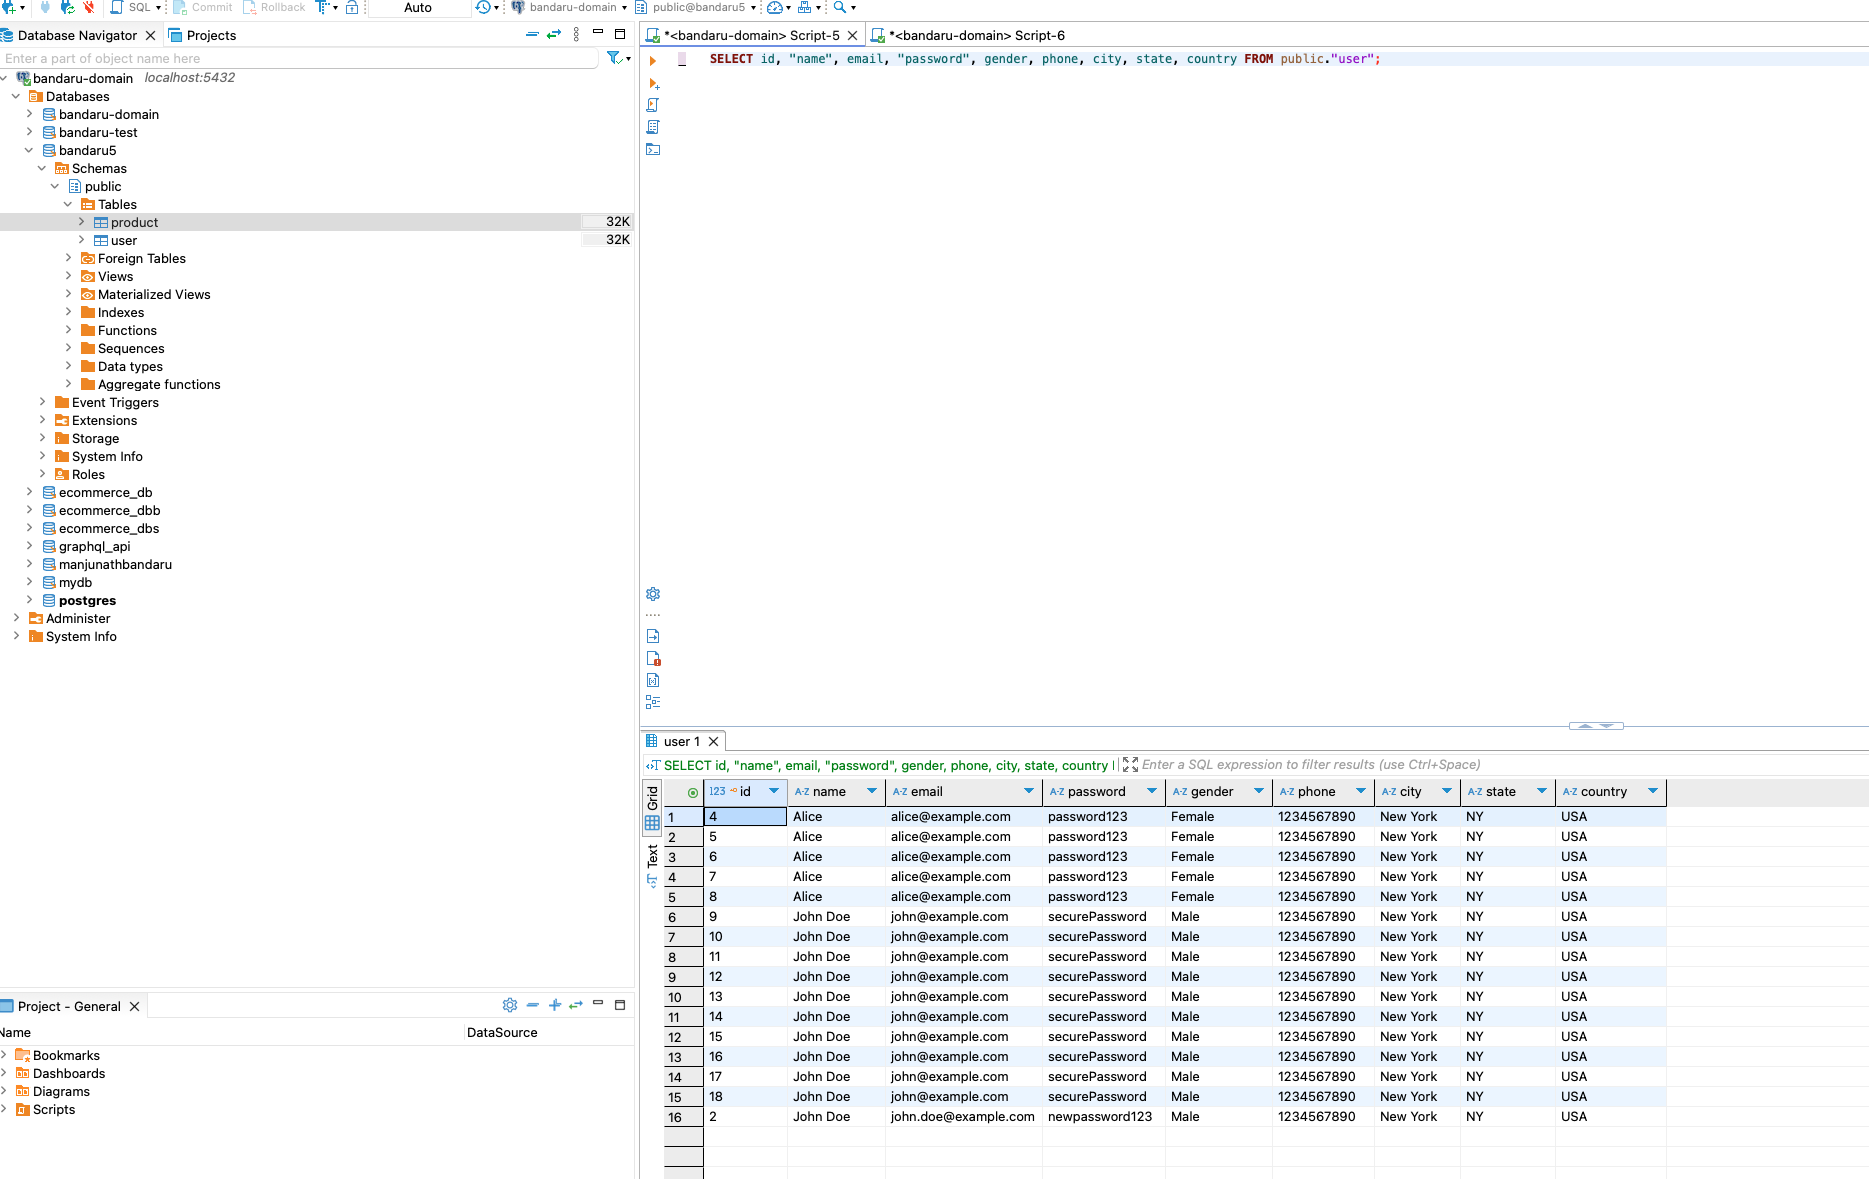 SQL Commit Rollback Auto bandaru-domain public@bandaru5
Database Navigator Projects
Enter a part of object name here
bandaru-domain localhost:5432
Databases
bandaru-domain
bandaru-test
bandaru5
Schemas
public
Tables
product 32K
user 32K
Foreign Tables
Views
Materialized Views
Indexes
Functions
Sequences
Data types
Aggregate functions
Event Triggers
Extensions
Storage
System Info
Roles
ecommerce_db
ecommerce_dbb
ecommerce_dbs
graphql_api
manjunathbandaru
mydb
postgres
Administer
System Info
Project - General
Name DataSource
Bookmarks
Dashboards
Diagrams
Scripts
*<bandaru-domain> Script-5 *<bandaru-domain> Script-6
SELECT id, "name", email, "password", gender, phone, city, state, country FROM public."user";
user 1
SELECT id, "name", email, "password", gender, phone, city, state, country Enter a SQL expression to filter results (use Ctrl+Space)
Grid
Text
123 id A-Z name A-Z email A-Z password A-Z gender A-Z phone A-Z city A-Z state A-Z country
1 4 Alice alice@example.com password123 Female 1234567890 New York NY USA
2 5 Alice alice@example.com password123 Female 1234567890 New York NY USA
3 6 Alice alice@example.com password123 Female 1234567890 New York NY USA
4 7 Alice alice@example.com password123 Female 1234567890 New York NY USA
5 8 Alice alice@example.com password123 Female 1234567890 New York NY USA
6 9 John Doe john@example.com securePassword Male 1234567890 New York NY USA
7 10 John Doe john@example.com securePassword Male 1234567890 New York NY USA
8 11 John Doe john@example.com securePassword Male 1234567890 New York NY USA
9 12 John Doe john@example.com securePassword Male 1234567890 New York NY USA
10 13 John Doe john@example.com securePassword Male 1234567890 New York NY USA
11 14 John Doe john@example.com securePassword Male 1234567890 New York NY USA
12 15 John Doe john@example.com securePassword Male 1234567890 New York NY USA
13 16 John Doe john@example.com securePassword Male 1234567890 New York NY USA
14 17 John Doe john@example.com securePassword Male 1234567890 New York NY USA
15 18 John Doe john@example.com securePassword Male 1234567890 New York NY USA
16 2 John Doe john.doe@example.com newpassword123 Male 1234567890 New York NY USA